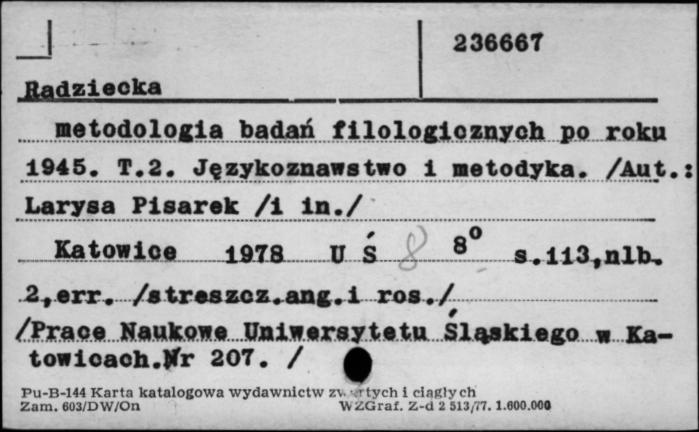 236667
Radziecka
metodologia badań filologicznych po roku
1945. T.2. Językoznawstwo i metodyka. /Aut.:
Larysa Pisarek /i in./
Katowice 1978 U Ś 8 8° s.113,nlb.
2,err. /streszcz.ang.i ros./
/Prace Naukowe Uniwersytetu Śląskiego w Ka-
towicach.Nr 207. /
Pu-B-144 Karta katalogowa wydawnictw zwartych i ciągłych
Zam. 603/DW/On WZGraf. Z-d 2 513/77. 1.600.000